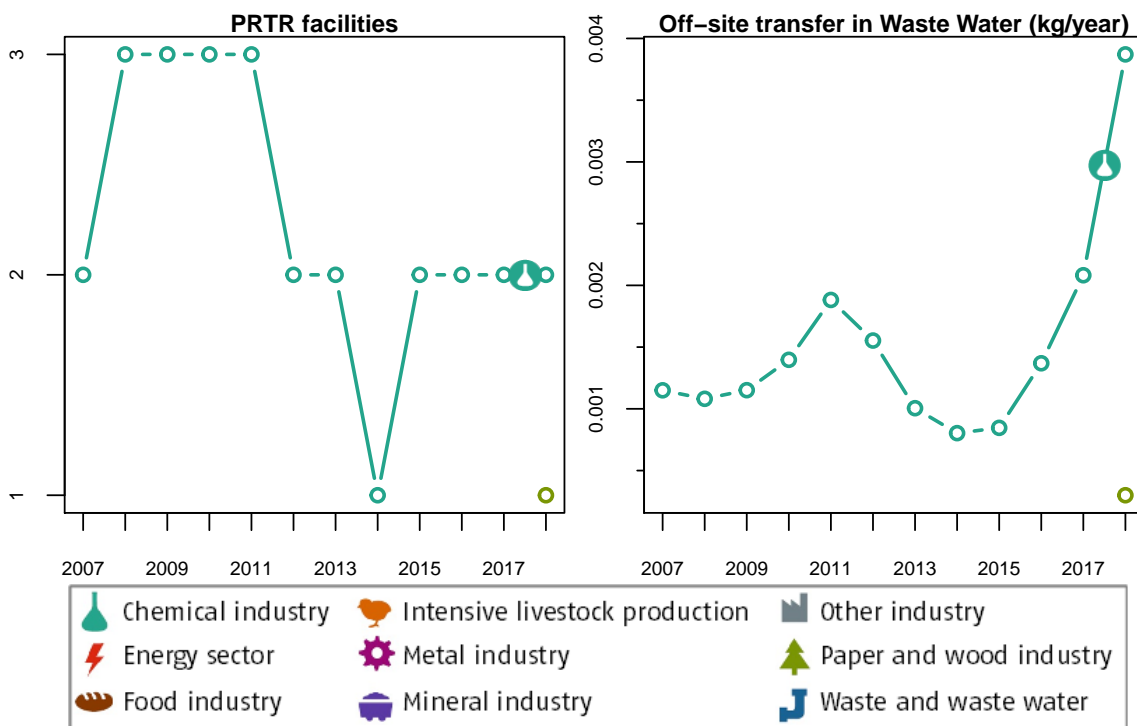 PRTR facilities
Off−site transfer in Waste Water (kg/year)
3
2
1
2007 2009 2011 2013 2015 2017
0.004
0.003
0.002
0.001
2007 2009 2011 2013 2015 2017
Chemical industry Intensive livestock production Other industry
Energy sector Metal industry Paper and wood industry
Food industry Mineral industry Waste and waste water